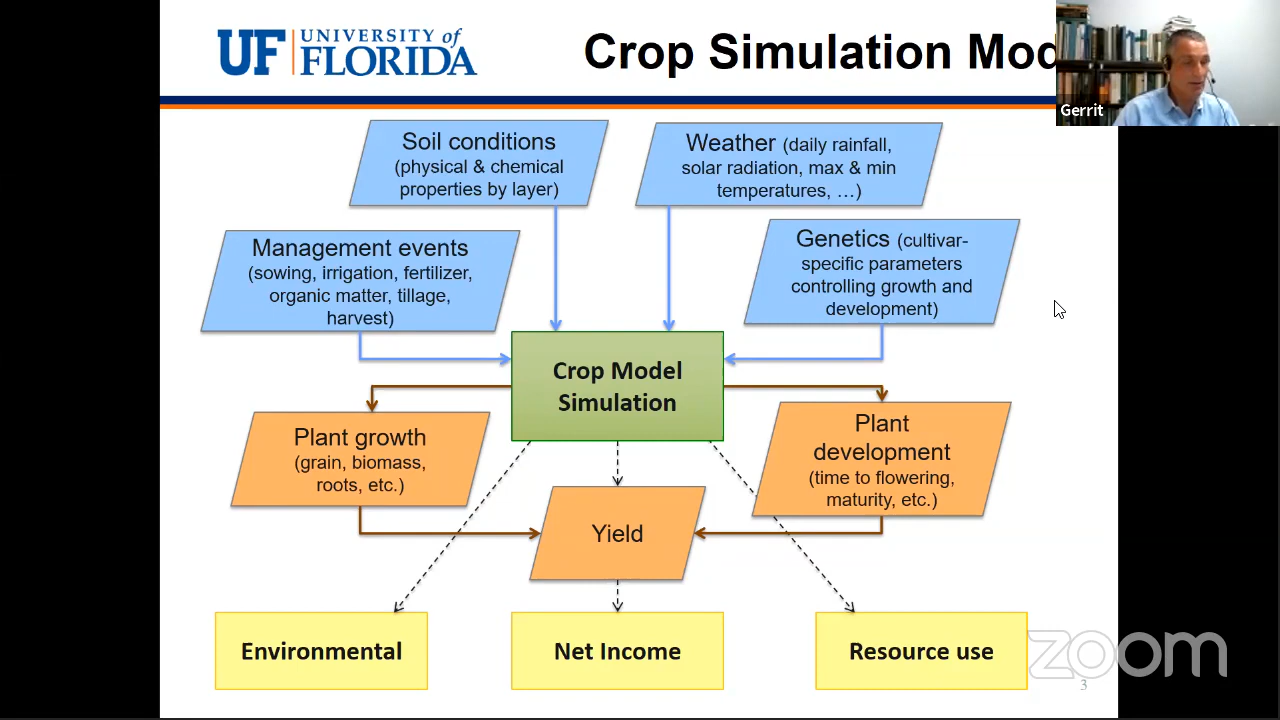 UF UNIVERSITY of
FLORIDA
Crop Simulation Mod
Gerrit
Soil conditions
(physical & chemical
properties by layer)
Weather (daily rainfall,
solar radiation, max & min
temperatures, …)
Management events
(sowing, irrigation, fertilizer,
organic matter, tillage,
harvest)
Genetics (cultivar-
specific parameters
controlling growth and
development)
Crop Model
Simulation
Plant growth
(grain, biomass,
roots, etc.)
Plant
development
(time to flowering,
maturity, etc.)
Yield
Environmental
Net Income
Resource use
zoom
3